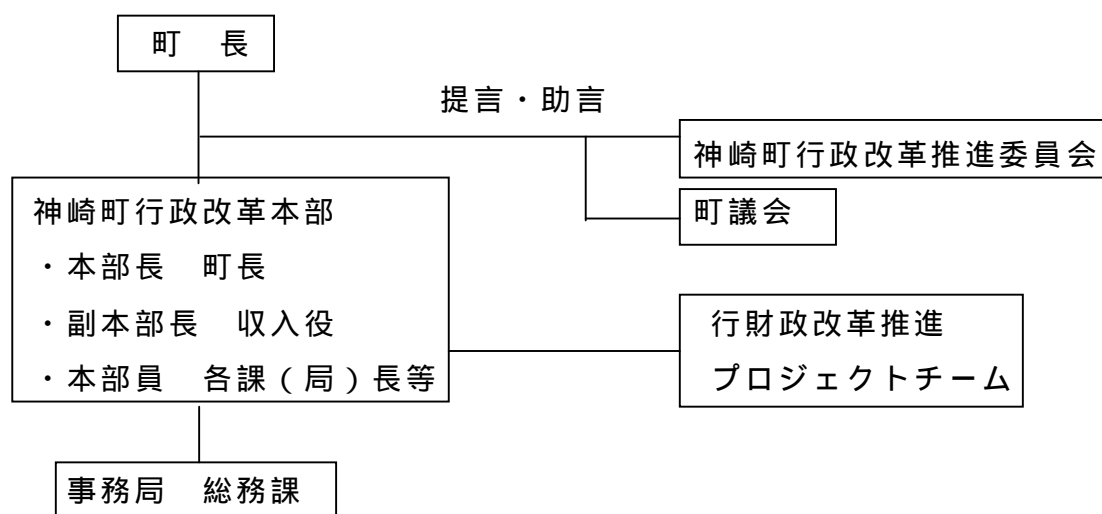 町　長
提言・助言
神崎町行政改革推進委員会
町議会
神崎町行政改革本部
・本部長　町長
・副本部長　収入役
・本部員　各課（局）長等
行財政改革推進
プロジェクトチーム
事務局　総務課